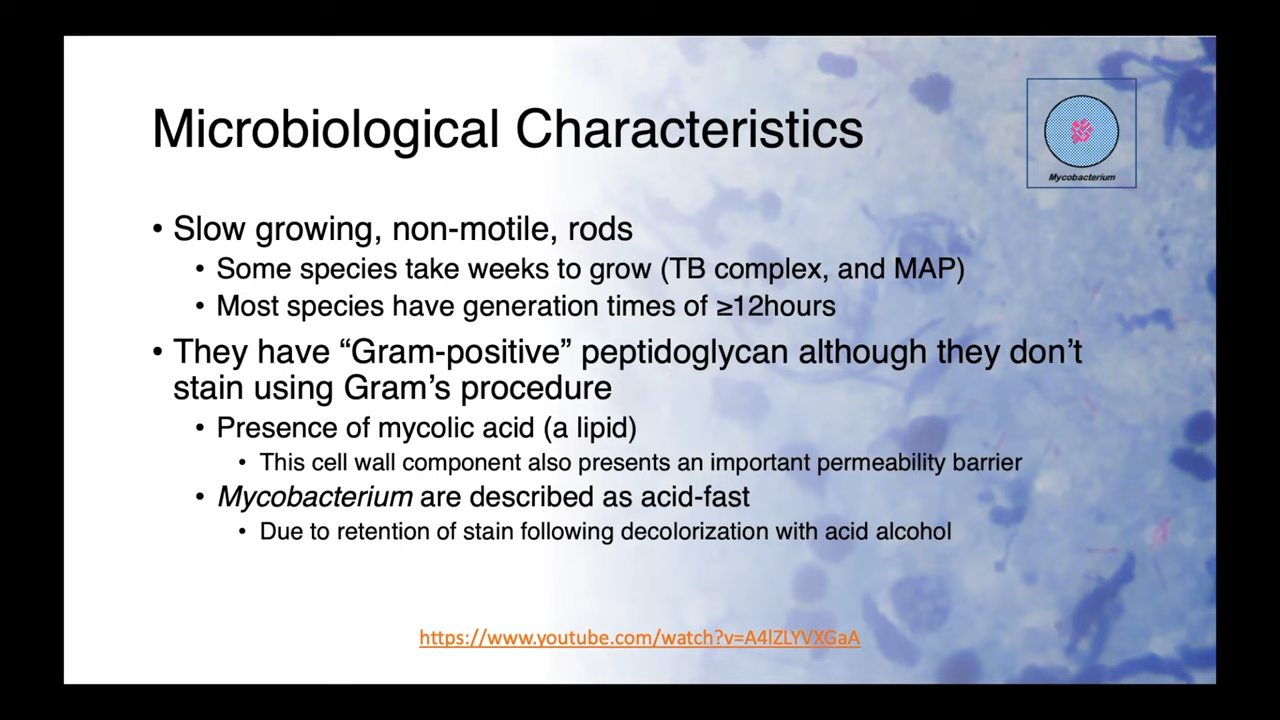 Microbiological Characteristics
Mycobacterium
• Slow growing, non-motile, rods
• Some species take weeks to grow (TB complex, and MAP)
• Most species have generation times of ≥12hours
• They have “Gram-positive” peptidoglycan although they don’t
stain using Gram’s procedure
• Presence of mycolic acid (a lipid)
• This cell wall component also presents an important permeability barrier
• Mycobacterium are described as acid-fast
• Due to retention of stain following decolorization with acid alcohol
https://www.youtube.com/watch?v=A4lZLYVXGaA